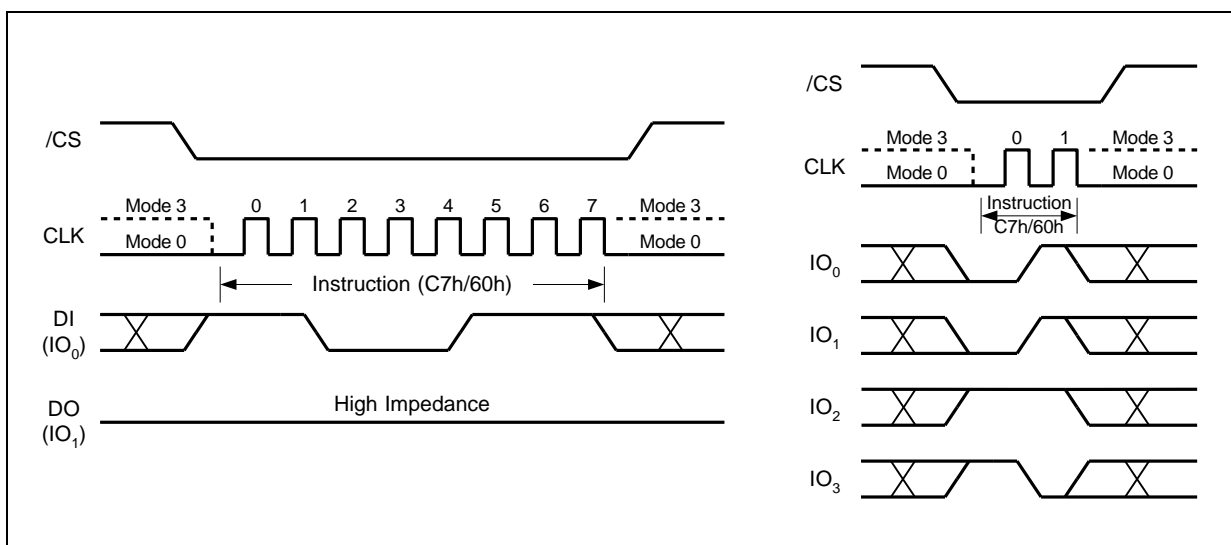 /CS
Mode 3
0 1 2 3 4 5 6 7
Mode 3
CLK
Mode 0
Mode 0
Instruction (C7h/60h)
DI
(IO0)
High Impedance
DO
(IO1)
/CS
Mode 3
0 1
Mode 3
CLK
Mode 0
Mode 0
Instruction
C7h/60h
IO0
IO1
IO2
IO3